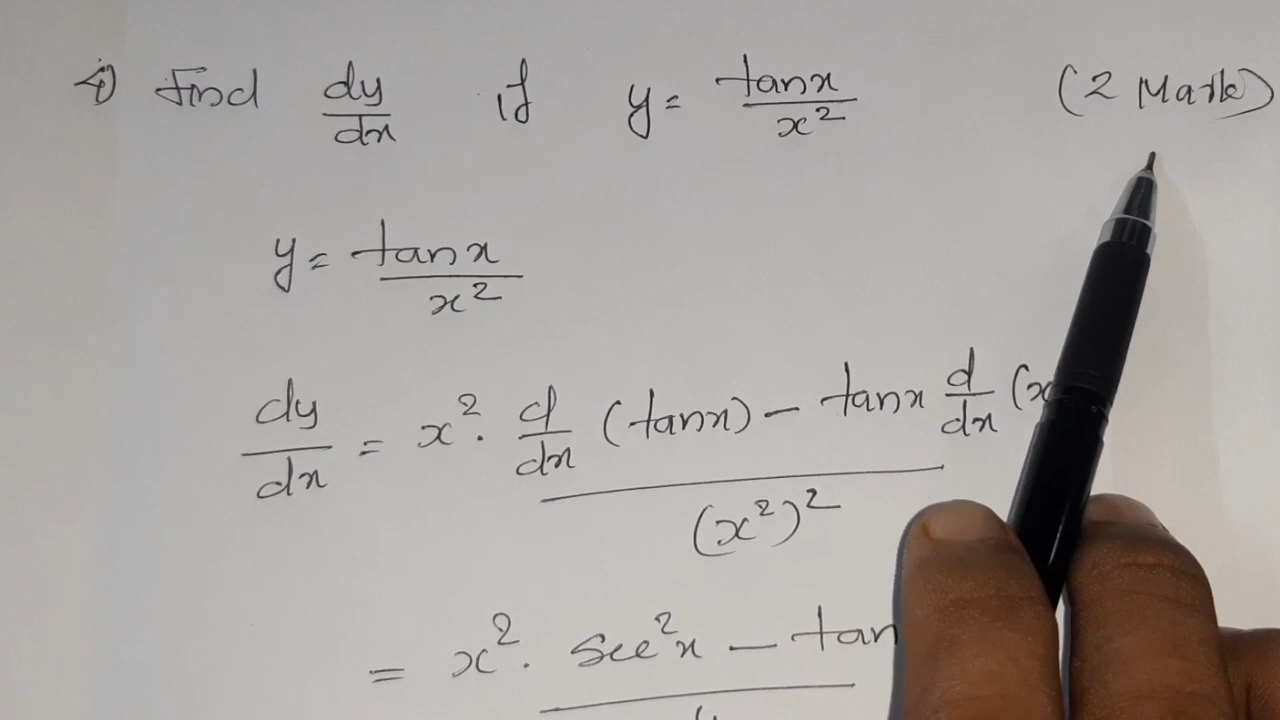 4) Find dy/dx if y = tanx/x² (2 Mark)
y = tanx/x²
dy/dx = x². d/dx (tanx) – tanx d/dx (x
(x²)²
= x². sec²x – tan